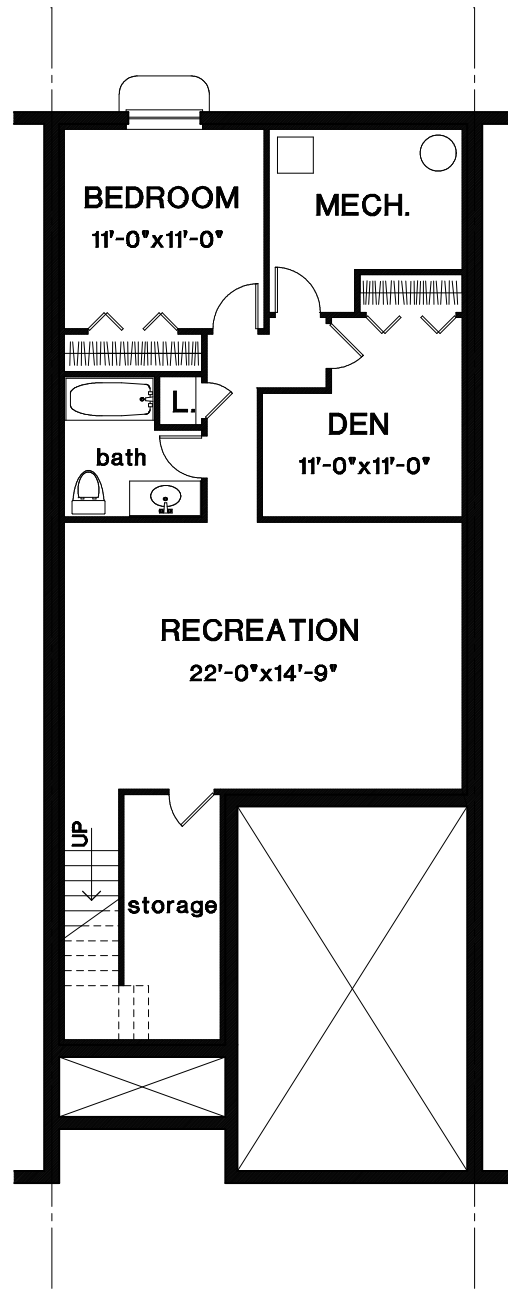 BEDROOM
11'-0"x11'-0"
MECH.
L.
bath
DEN
11'-0"x11'-0"
RECREATION
22'-0"x14'-9"
UP
storage